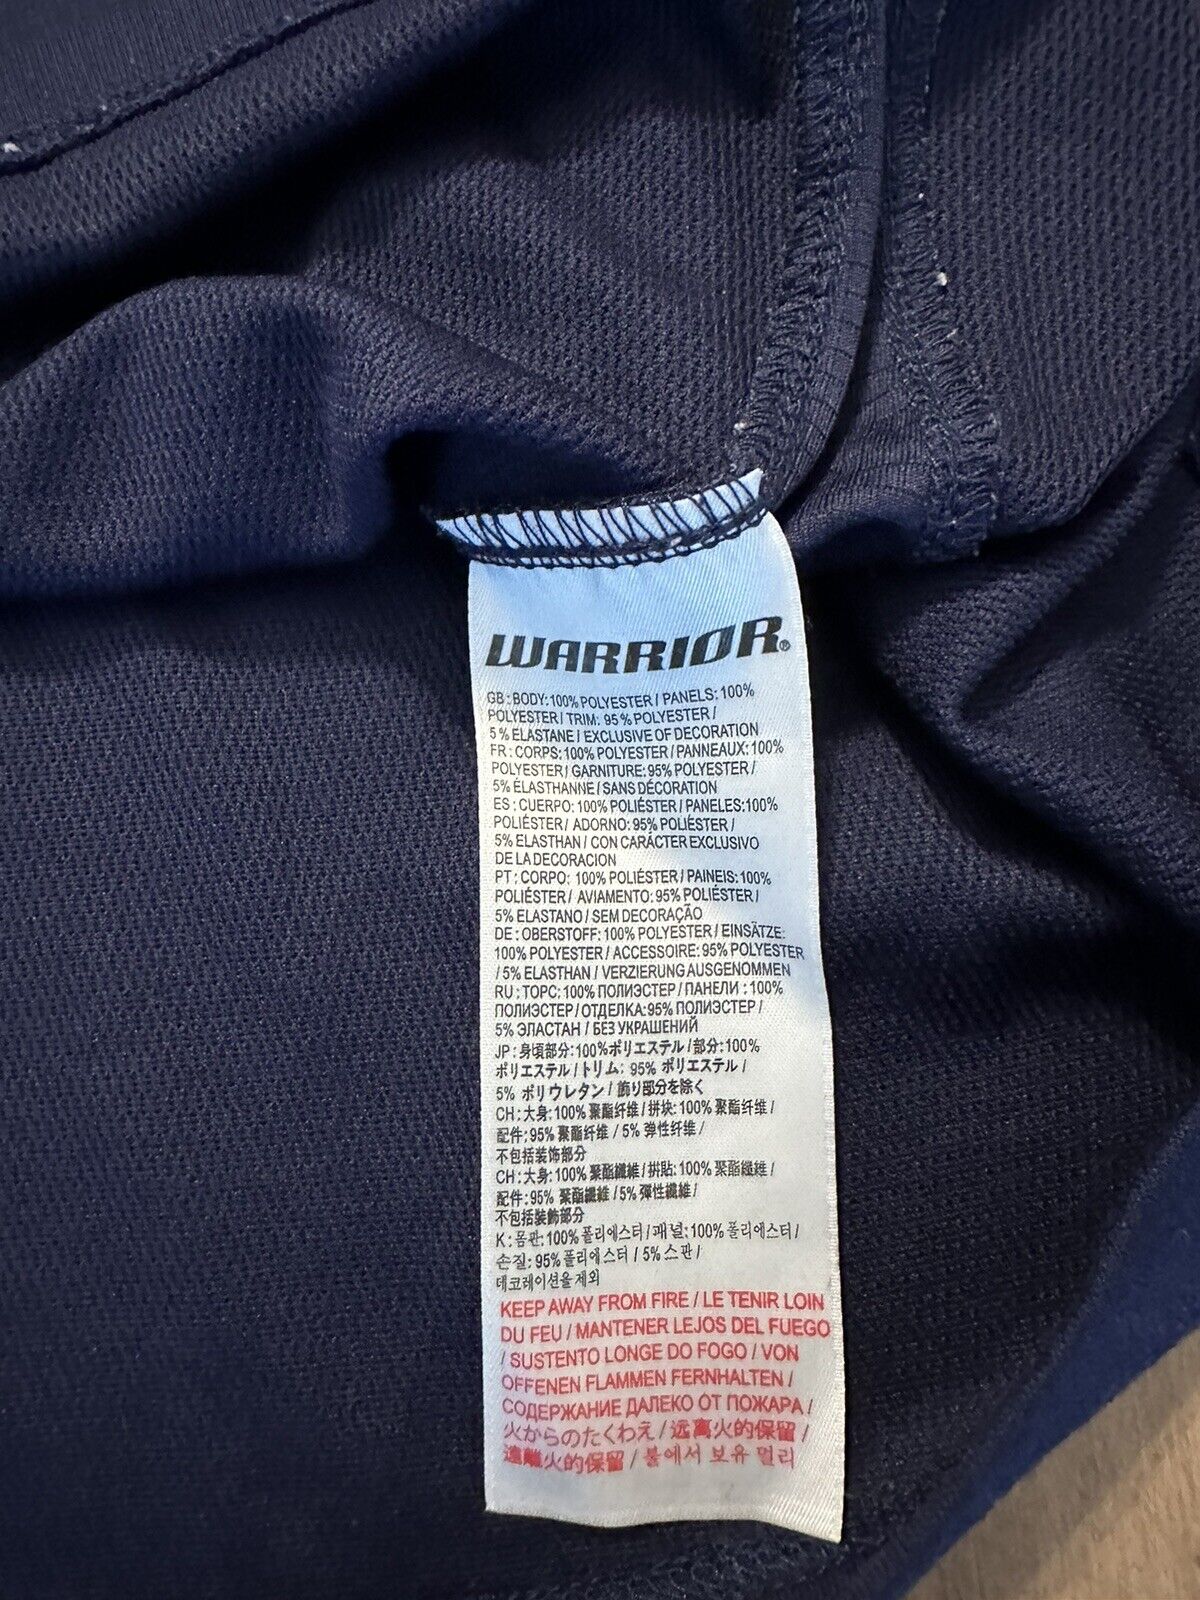 WARRIOR®
GB : BODY: 100% POLYESTER / PANELS: 100%
POLYESTER / TRIM: 95 % POLYESTER /
5 % ELASTANE / EXCLUSIVE OF DECORATION
FR : CORPS: 100% POLYESTER / PANNEAUX: 100%
POLYESTER / GARNITURE: 95% POLYESTER /
5% ÉLASTHANNE / SANS DÉCORATION
ES : CUERPO: 100% POLIÉSTER / PANELES:100%
POLIÉSTER / ADORNO: 95% POLIÉSTER /
5% ELASTHAN / CON CARÁCTER EXCLUSIVO
DE LA DECORACION
PT : CORPO: 100% POLIÉSTER / PAINEIS: 100%
POLIÉSTER / AVIAMENTO: 95% POLIÉSTER /
5% ELASTANO / SEM DECORAÇÃO
DE : OBERSTOFF: 100% POLYESTER / EINSÄTZE:
100% POLYESTER / ACCESSOIRE: 95% POLYESTER
/ 5% ELASTHAN / VERZIERUNG AUSGENOMMEN
RU : ТОРС: 100% ПОЛИЭСТЕР / ПАНЕЛИ : 100%
ПОЛИЭСТЕР / ОТДЕЛКА: 95% ПОЛИЭСТЕР /
5% ЭЛАСТАН / БЕЗ УКРАШЕНИЙ
JP : 身頃部分: 100%ポリエステル / 部分: 100%
ポリエステル / トリム: 95% ポリエステル /
5% ポリウレタン / 飾り部分を除く
CH : 大身: 100% 聚酯纤维 / 拼块: 100% 聚酯纤维 /
配件: 95% 聚酯纤维 / 5% 弹性纤维 /
不包括装饰部分
CH : 大身: 100% 聚酯纖維 / 拼貼: 100% 聚酯纖維 /
配件: 95% 聚酯纖維 / 5% 彈性纖維 /
不包括裝飾部分
K : 몸판: 100% 폴리에스터 / 패널: 100% 폴리에스터 /
손질: 95% 폴리에스터 / 5% 스판 /
데코레이션을 제외
KEEP AWAY FROM FIRE / LE TENIR LOIN
DU FEU / MANTENER LEJOS DEL FUEGO
/ SUSTENTO LONGE DO FOGO / VON
OFFENEN FLAMMEN FERNHALTEN /
СОДЕРЖАНИЕ ДАЛЕКО ОТ ПОЖАРА /
火からのたくわえ / 远离火的保留 /
遠離火的保留 / 불에서 보유 멀리